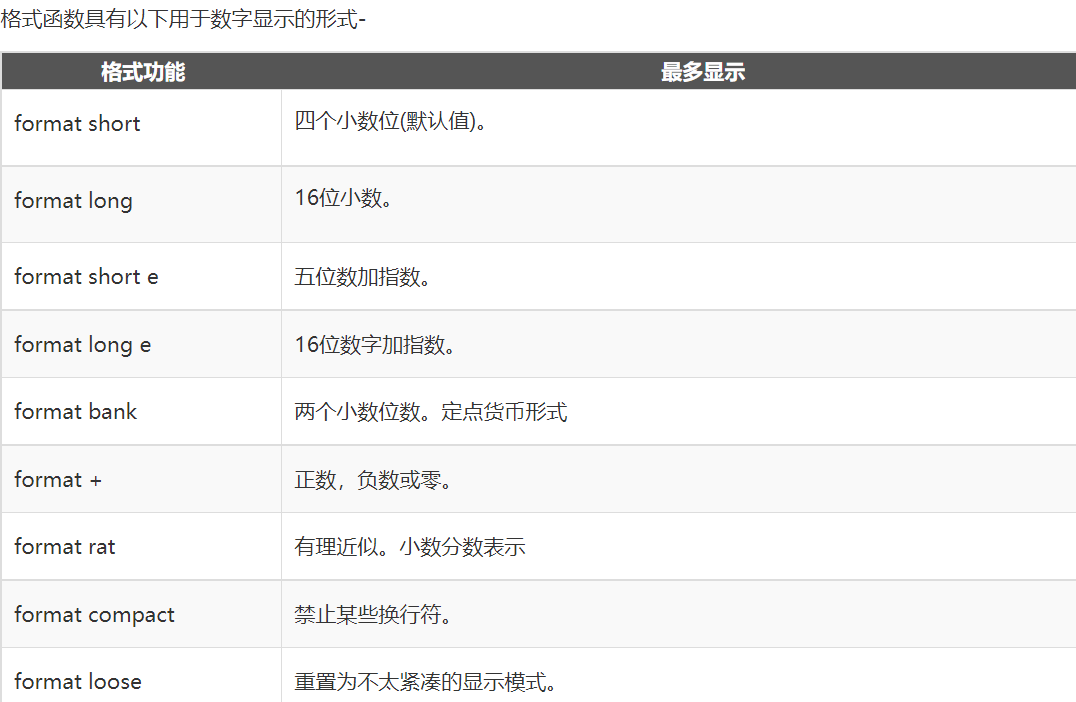 格式函数具有以下用于数字显示的形式-
格式功能 最多显示
format short 四个小数位(默认值)。
format long 16位小数。
format short e 五位数加指数。
format long e 16位数字加指数。
format bank 两个小数位数。定点货币形式
format + 正数，负数或零。
format rat 有理近似。小数分数表示
format compact 禁止某些换行符。
format loose 重置为不太紧凑的显示模式。